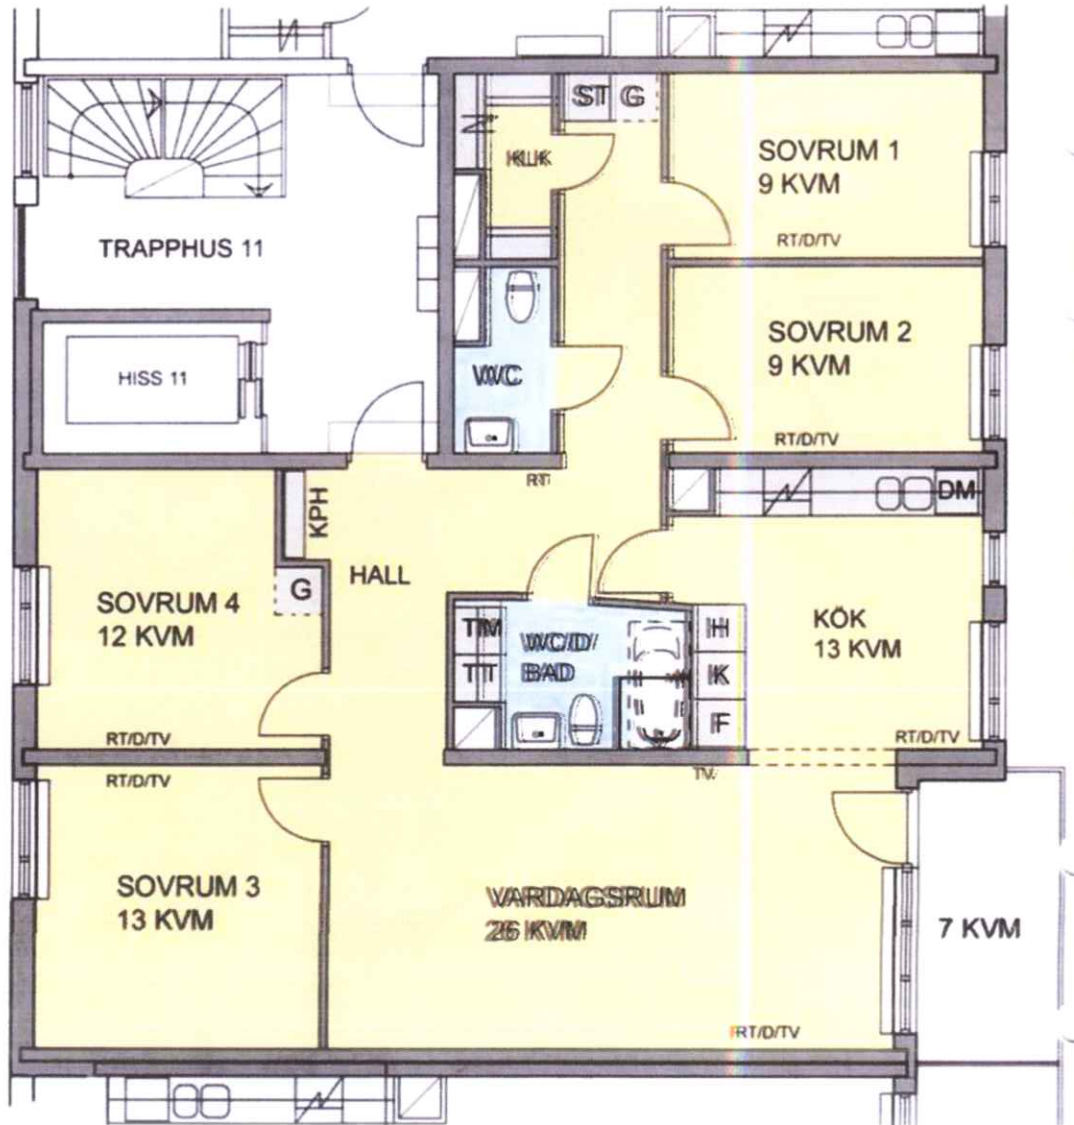 ST G
KLK
SOVRUM 1
9 KVM
RT/D/TV
TRAPPHUS 11
HISS 11
WC
SOVRUM 2
9 KVM
RT/D/TV
RT
KPH
HALL
G
SOVRUM 4
12 KVM
RT/D/TV
DM
KÖK
13 KVM
RT/D/TV
TM
TT
WC/D/
BAD
H
K
F
TV
RT/D/TV
SOVRUM 3
13 KVM
VARDAGSRUM
26 KVM
RT/D/TV
7 KVM